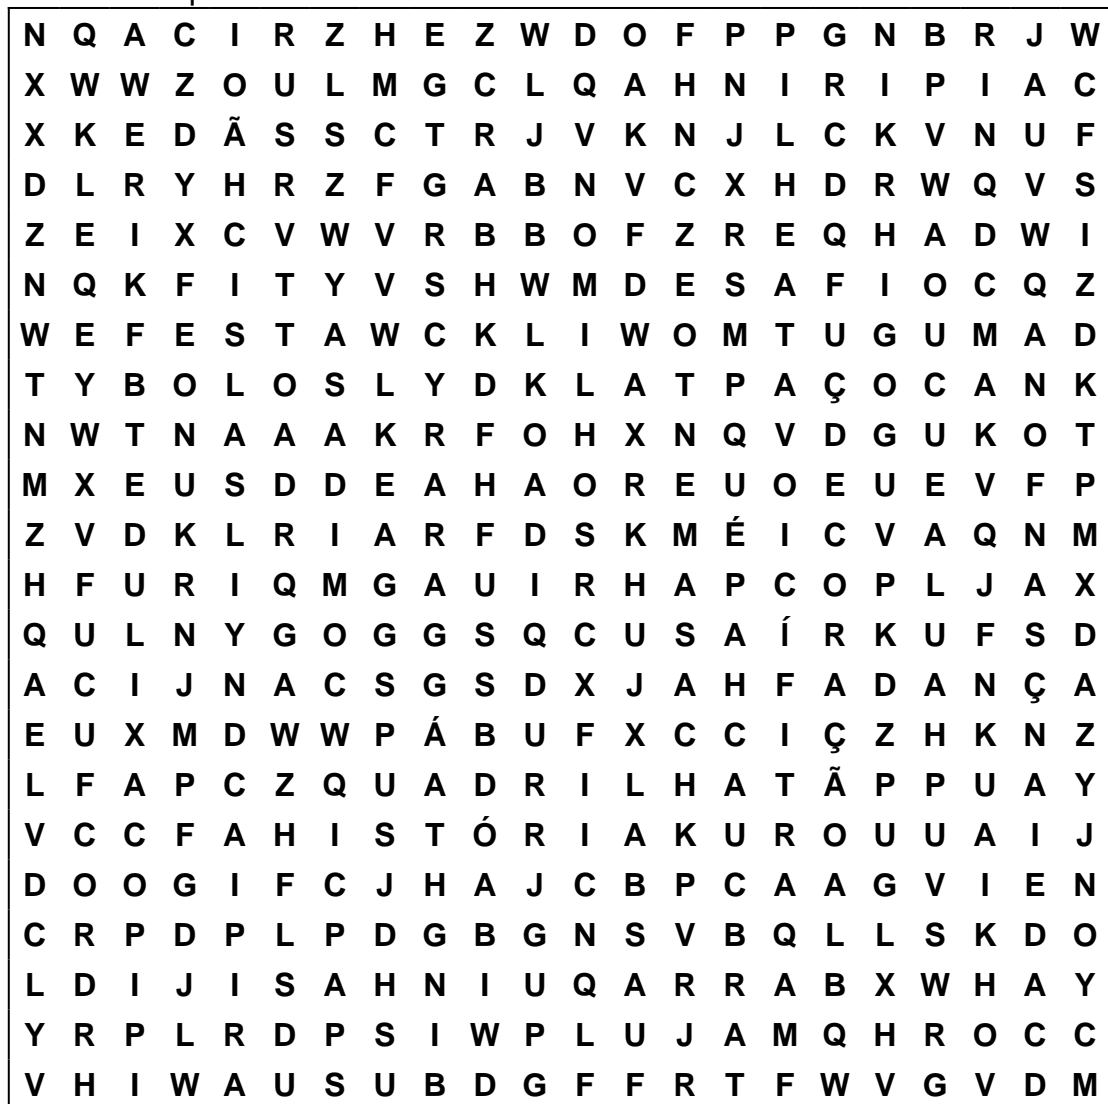 N Q A C I R Z H E Z W D O F P P G N B R J W
X W W Z O U L M G C L Q A H N I R I P I A C
X K E D Ã S S C T R J V K N J L C K V N U F
D L R Y H R Z F G A B N V C X H D R W Q V S
Z E I X C V W V R B B O F Z R E Q H A D W I
N Q K F I T Y V S H W M D E S A F I O C Q Z
W E F E S T A W C K L I W O M T U G U M A D
T Y B O L O S L Y D K L A T P A Ç O C A N K
N W T N A A A K R F O H X N Q V D G U K O T
M X E U S D D E A H A O R E U O E U E V F P
Z V D K L R I A R F D S K M É I C V A Q N M
H F U R I Q M G A U I R H A P C O P L J A X
Q U L N Y G O G G S Q C U S A Í R K U F S D
A C I J N A C S G S D X J A H F A D A N Ç A
E U X M D W W P Á B U F X C C I Ç Z H K N Z
L F A P C Z Q U A D R I L H A T Ã P P U A Y
V C C F A H I S T Ó R I A K U R O U U A I J
D O O G I F C J H A J C B P C A A G V I E N
C R P D P L P D G B G N S V B Q L L S K D O
L D I J I S A H N I U Q A R R A B X W H A Y
Y R P L R D P S I W P L U J A M Q H R O C C
V H I W A U S U B D G F F R T F W V G V D M